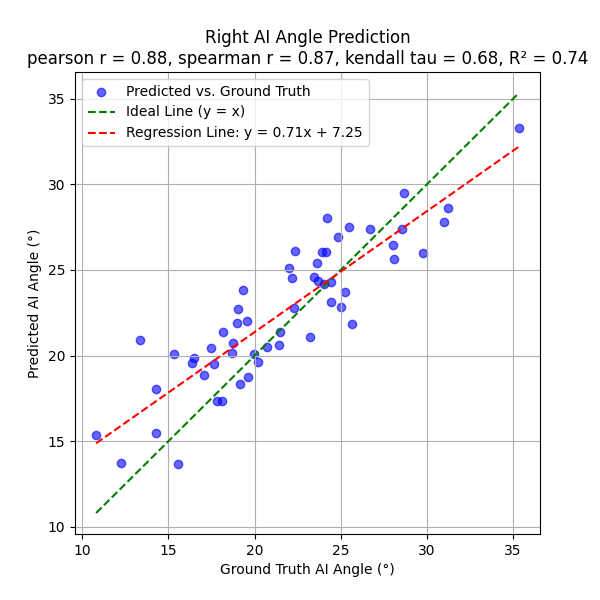 Right AI Angle Prediction
pearson r = 0.88, spearman r = 0.87, kendall tau = 0.68, R² = 0.74
Predicted vs. Ground Truth
Ideal Line (y = x)
Regression Line: y = 0.71x + 7.25
35
30
25
20
15
10
Predicted AI Angle (°)
10 15 20 25 30 35
Ground Truth AI Angle (°)